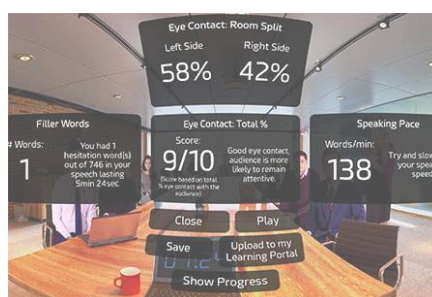 Eye Contact: Room Split
Left Side Right Side
58% 42%
Filler Words
# Words:
1
You had 1
hesitation word(s)
out of 746 in your
speech lasting
5min 24sec.
Eye Contact: Total %
Score:
9/10
(Score based on total
% eye contact with the
audience)
Good eye contact,
audience is more
likely to remain
attentive.
Speaking Pace
Words/min:
138
Try and slow
your spea
speed
Close
Play
Save
Upload to my
Learning Portal
Show Progress